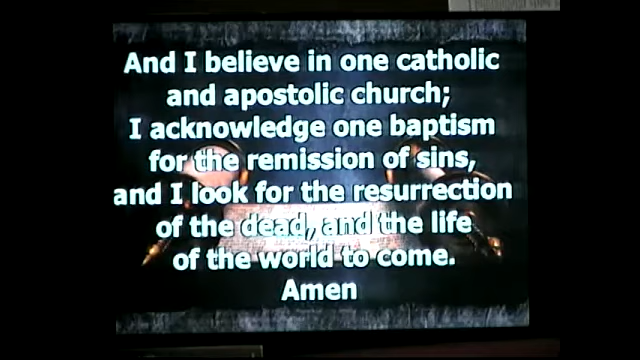 And I believe in one catholic
and apostolic church;
I acknowledge one baptism
for the remission of sins,
and I look for the resurrection
of the dead, and the life
of the world to come.
Amen